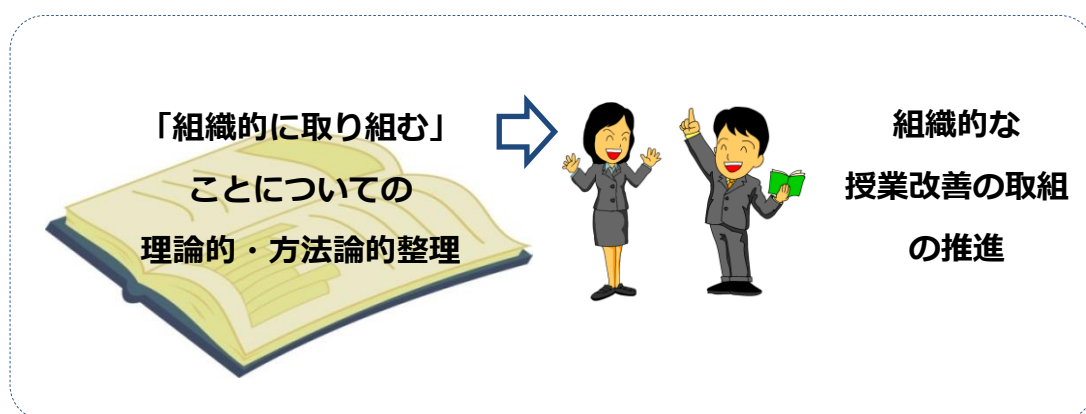 「組織的に取り組む」
ことについての
理論的・方法論的整理
組織的な
授業改善の取組
の推進